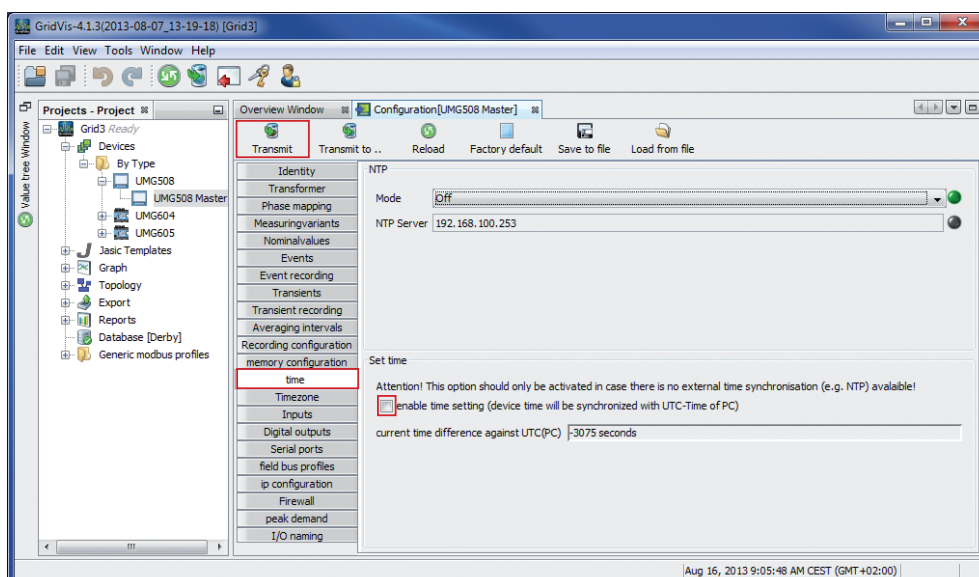 GridVis-4.1.3(2013-08-07_13-19-18) [Grid3]
File Edit View Tools Window Help
Value tree Window
Projects - Project
Grid3 Ready
Devices
By Type
UMG508
UMG508 Master
UMG604
UMG605
Jasic Templates
Graph
Topology
Export
Reports
Database [Derby]
Generic modbus profiles
Overview Window
Configuration[UMG508 Master]
Transmit Transmit to .. Reload Factory default Save to file Load from file
Identity
Transformer
Phase mapping
Measuringvariants
Nominalvalues
Events
Event recording
Transients
Transient recording
Averaging intervals
Recording configuration
memory configuration
time
Timezone
Inputs
Digital outputs
Serial ports
field bus profiles
ip configuration
Firewall
peak demand
I/O naming
NTP
Mode Off
NTP Server 192.168.100.253
Set time
Attention! This option should only be activated in case there is no external time synchronisation (e.g. NTP) avalaible!
enable time setting (device time will be synchronized with UTC-Time of PC)
current time difference against UTC(PC) -3075 seconds
Aug 16, 2013 9:05:48 AM CEST (GMT+02:00)